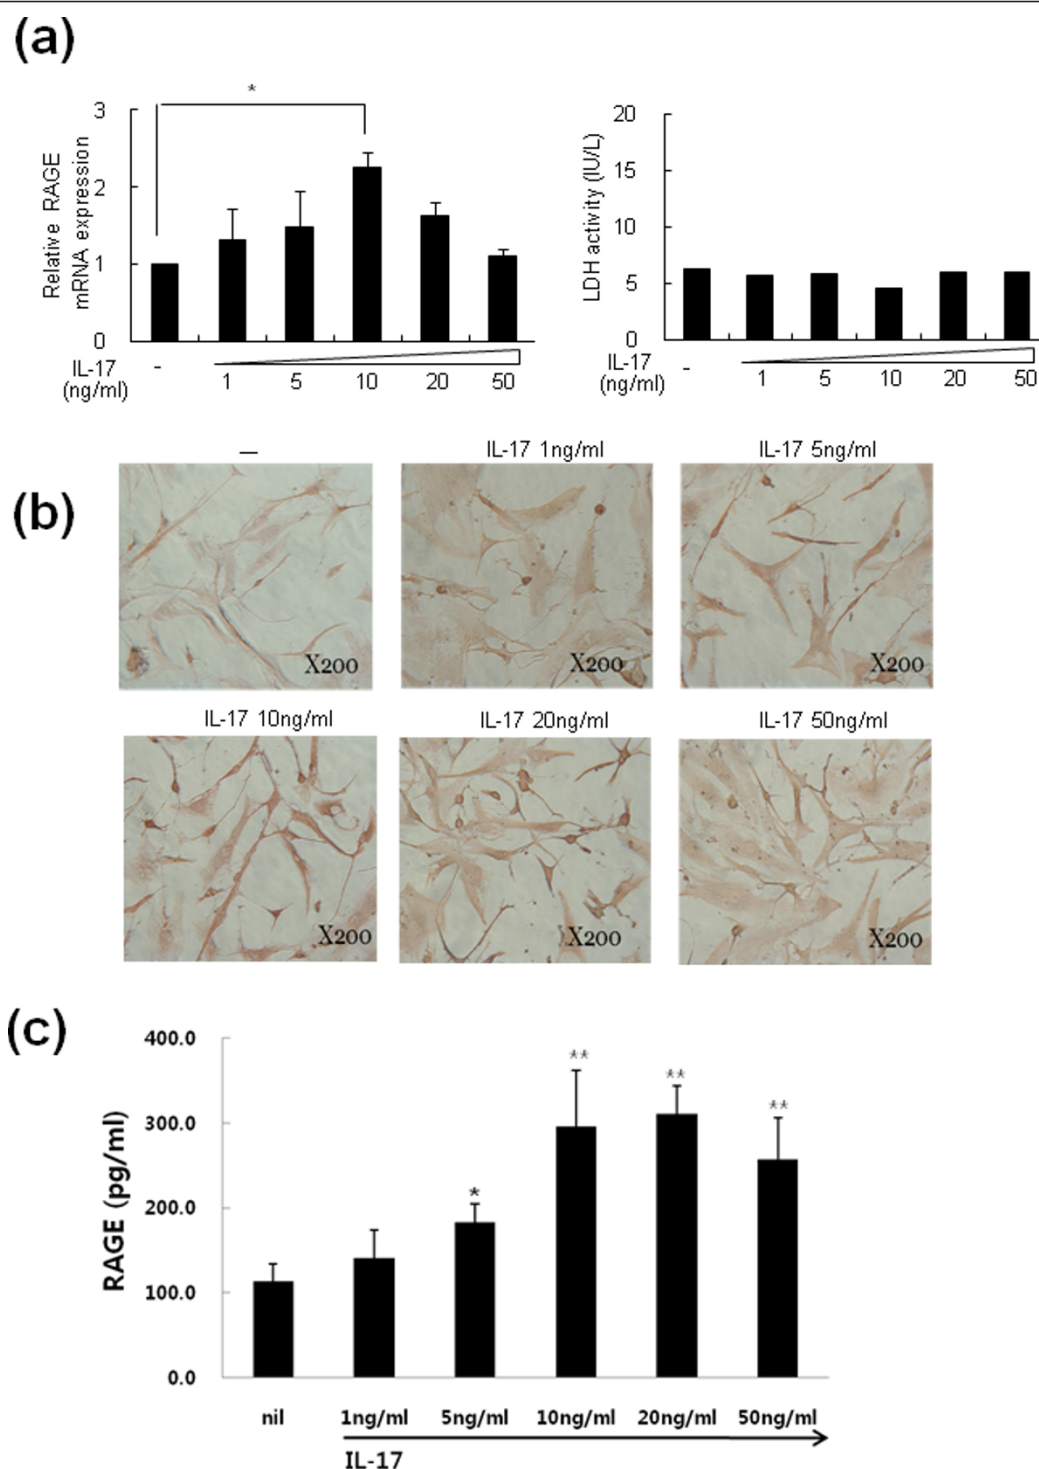 (a)
*
Relative RAGE
mRNA expression
3
2
1
0
IL-17
(ng/ml)
-
1
5
10
20
50
LDH activity (IU/L)
20
15
10
5
0
IL-17
(ng/ml)
-
1
5
10
20
50
(b)
—
IL-17 1ng/ml
IL-17 5ng/ml
X200
X200
X200
IL-17 10ng/ml
IL-17 20ng/ml
IL-17 50ng/ml
X200
X200
X200
(c)
RAGE (pg/ml)
400.0
300.0
200.0
100.0
0.0
*
**
**
**
nil
1ng/ml
5ng/ml
10ng/ml
20ng/ml
50ng/ml
IL-17